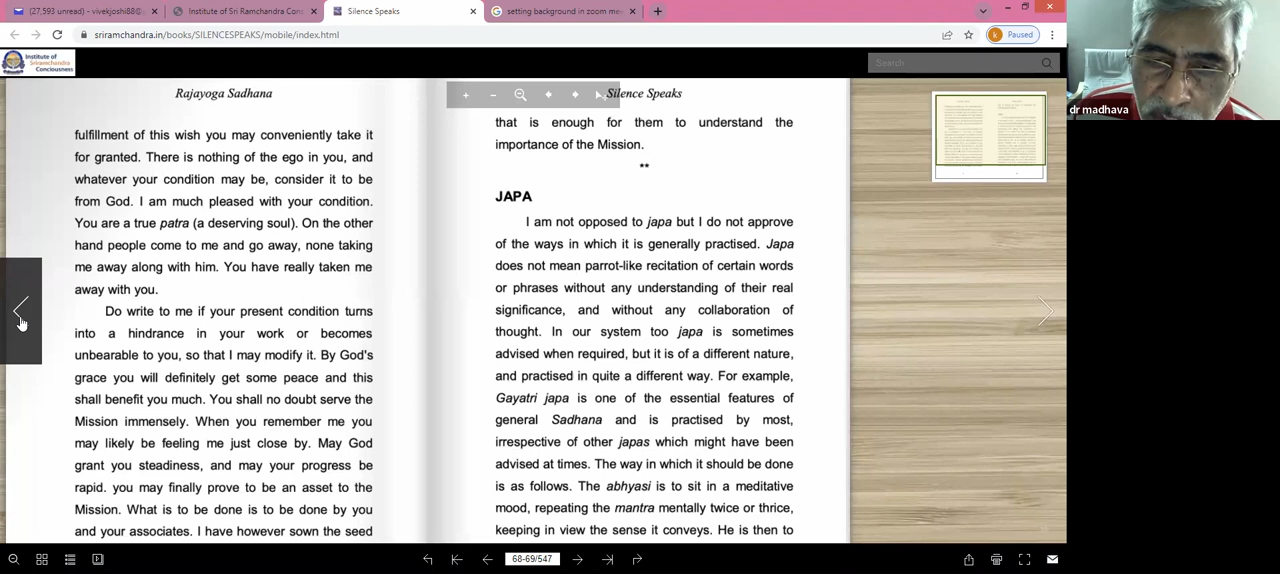 (27,593 unread) - vivekjoshi88@
Institute of Sri Ramchandra Con
Silence Speaks
setting background in zoom me
sriramchandra.in/books/SILENCESPEAKS/mobile/index.html
k
Paused
dr madhava
Institute of
Sriramchandra
Conciousness
Search
Rajayoga Sadhana
fulfillment of this wish you may conveniently take it
for granted. There is nothing of the ego in you, and
whatever your condition may be, consider it to be
from God. I am much pleased with your condition.
You are a true patra (a deserving soul). On the other
hand people come to me and go away, none taking
me away along with him. You have really taken me
away with you.
Do write to me if your present condition turns
into a hindrance in your work or becomes
unbearable to you, so that I may modify it. By God's
grace you will definitely get some peace and this
shall benefit you much. You shall no doubt serve the
Mission immensely. When you remember me you
may likely be feeling me just close by. May God
grant you steadiness, and may your progress be
rapid. you may finally prove to be an asset to the
Mission. What is to be done is to be done by you
and your associates. I have however sown the seed
Silence Speaks
that is enough for them to understand the
importance of the Mission.
**
JAPA
I am not opposed to japa but I do not approve
of the ways in which it is generally practised. Japa
does not mean parrot-like recitation of certain words
or phrases without any understanding of their real
significance, and without any collaboration of
thought. In our system too japa is sometimes
advised when required, but it is of a different nature,
and practised in quite a different way. For example,
Gayatri japa is one of the essential features of
general Sadhana and is practised by most,
irrespective of other japas which might have been
advised at times. The way in which it should be done
is as follows. The abhyasi is to sit in a meditative
mood, repeating the mantra mentally twice or thrice,
keeping in view the sense it conveys. He is then to
68-69/547